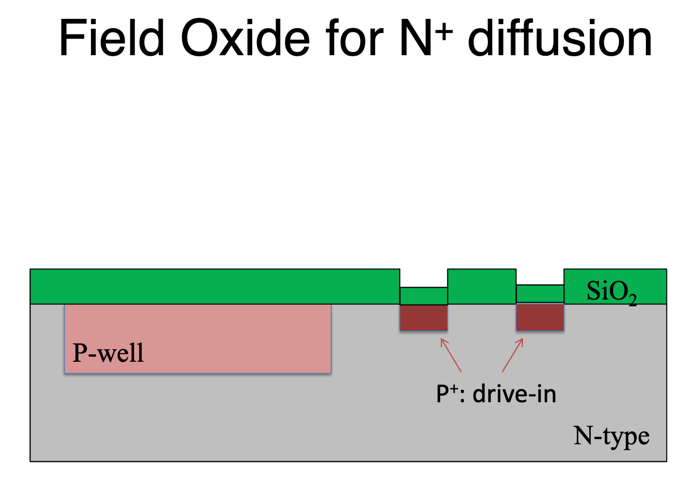 Field Oxide for N⁺ diffusion
SiO₂
P-well
P⁺: drive-in
N-type